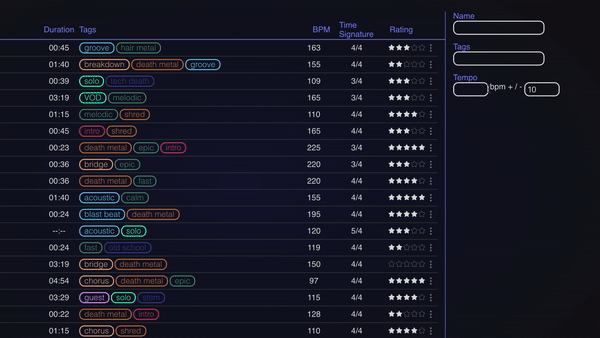 Duration Tags BPM Time Signature Rating
00:45 groove hair metal 163 4/4
01:40 breakdown death metal groove 155 4/4
00:39 solo tech death 109 3/4
03:19 VOD melodic 165 3/4
01:15 melodic shred 110 4/4
00:45 intro shred 165 4/4
00:23 death metal epic intro 225 3/4
00:36 bridge epic 220 3/4
00:36 death metal fast 220 4/4
01:40 acoustic calm 155 4/4
00:24 blast beat death metal 195 4/4
--:-- acoustic solo 120 5/4
00:24 fast old school 119 4/4
03:19 bridge death metal 150 4/4
04:54 chorus death metal epic 97 4/4
03:29 guest solo slam 115 4/4
00:22 death metal intro 128 4/4
01:15 chorus shred 110 4/4
Name
Tags
Tempo
bpm + / - 10